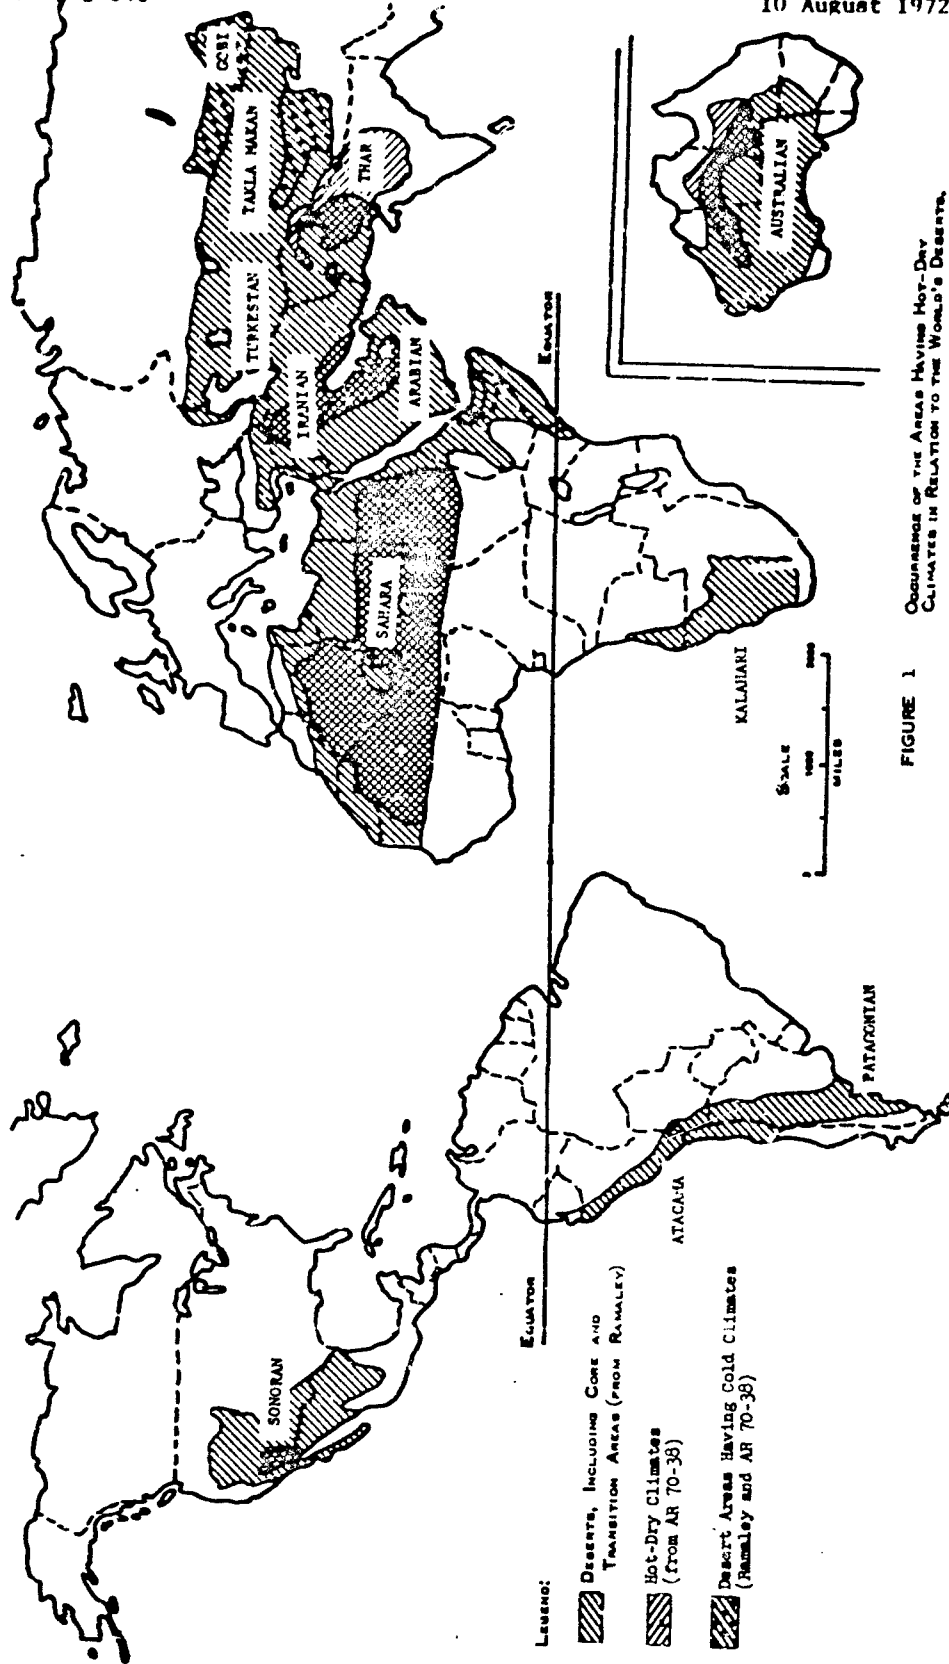 10 August 1972
GOBI
TAKLA MAKAN
THAR
TURKESTAN
IRANIAN
ARABIAN
SAHARA
AUSTRALIAN
EQUATOR
KALAHARI
SCALE
1000
MILES
SONORAN
ATACAMA
PATAGONIAN
EQUATOR
LEGEND:
DESERTS, INCLUDING CORE AND
TRANSITION AREAS (FROM RAMALEY)
Hot-Dry Climates
(from AR 70-38)
Desert Areas Having Cold Climates
(Ramaley and AR 70-38)
FIGURE 1
OCCURRENCE OF THE AREAS HAVING HOT-DRY
CLIMATES IN RELATION TO THE WORLD'S DESERTS.